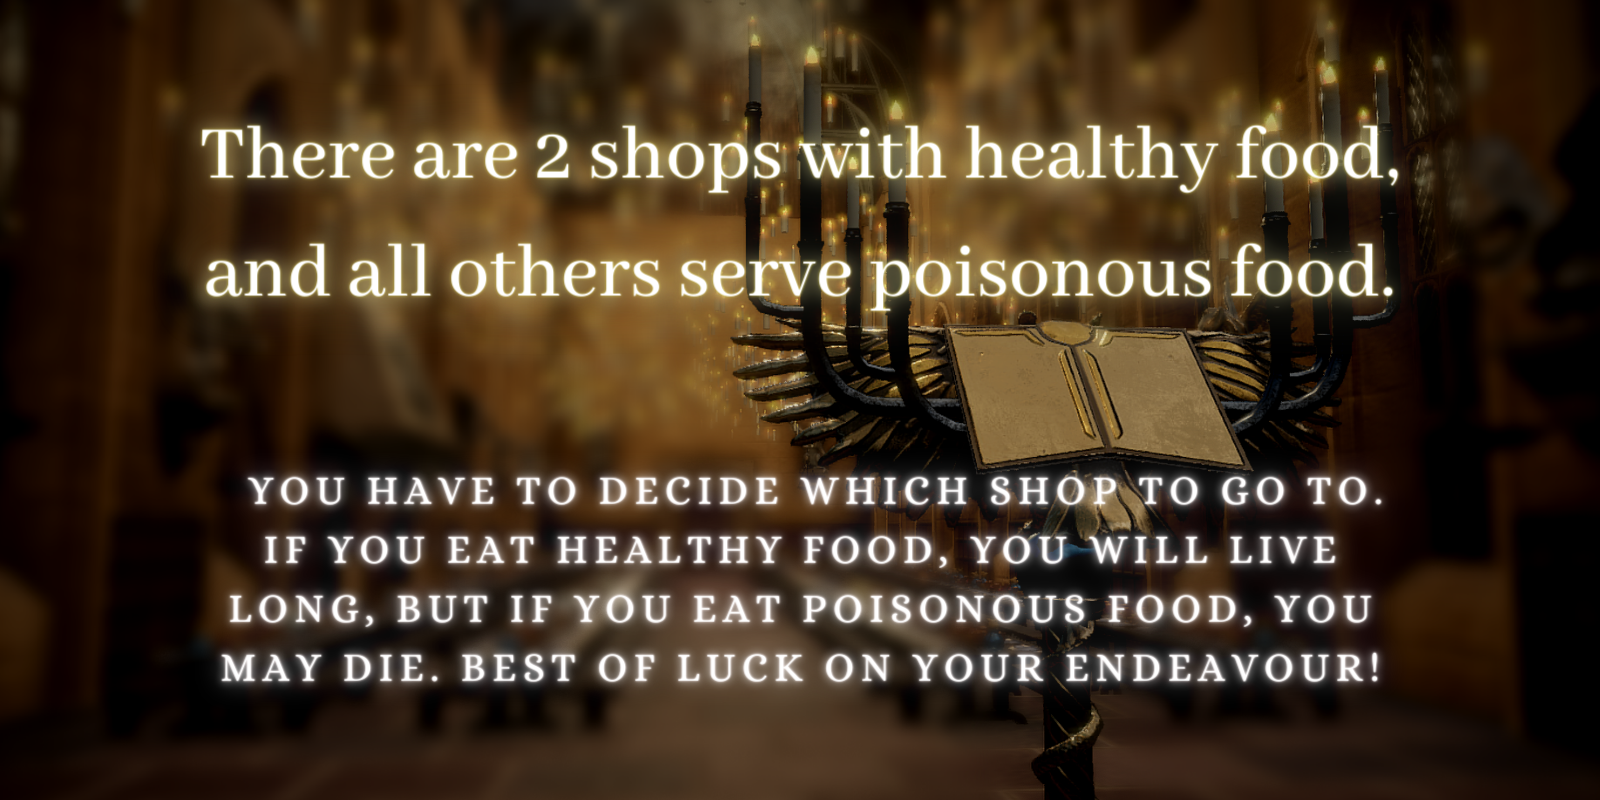 There are 2 shops with healthy food,
and all others serve poisonous food.
YOU HAVE TO DECIDE WHICH SHOP TO GO TO.
IF YOU EAT HEALTHY FOOD, YOU WILL LIVE
LONG, BUT IF YOU EAT POISONOUS FOOD, YOU
MAY DIE. BEST OF LUCK ON YOUR ENDEAVOUR!